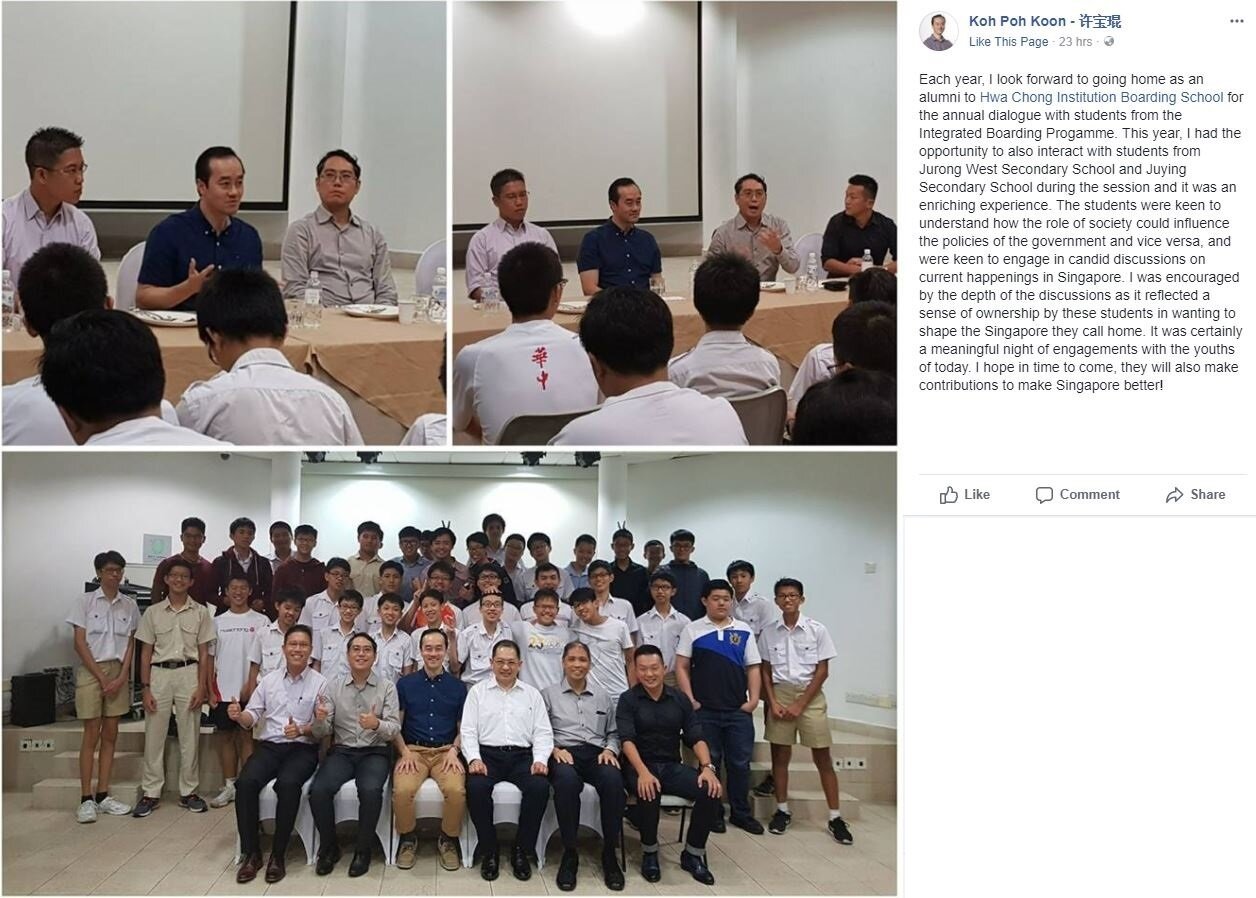 Koh Poh Koon - 许宝琨
Like This Page · 23 hrs ·
Each year, I look forward to going home as an
alumni to Hwa Chong Institution Boarding School for
the annual dialogue with students from the
Integrated Boarding Progamme. This year, I had the
opportunity to also interact with students from
Jurong West Secondary School and Juying
Secondary School during the session and it was an
enriching experience. The students were keen to
understand how the role of society could influence
the policies of the government and vice versa, and
were keen to engage in candid discussions on
current happenings in Singapore. I was encouraged
by the depth of the discussions as it reflected a
sense of ownership by these students in wanting to
shape the Singapore they call home. It was certainly
a meaningful night of engagements with the youths
of today. I hope in time to come, they will also make
contributions to make Singapore better!
Like
Comment
Share
華
中